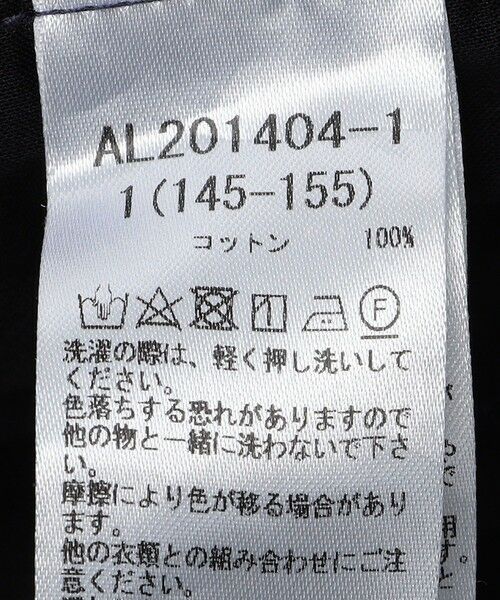 AL201404-1
1(145-155)
コットン 100%
F
洗濯の際は、軽く押し洗いして
ください。
色落ちする恐れがありますので
他の物と一緒に洗わないで下さ
い。
摩擦により色が移る場合があり
ます。
他の衣類との組み合わせにご注
意ください。